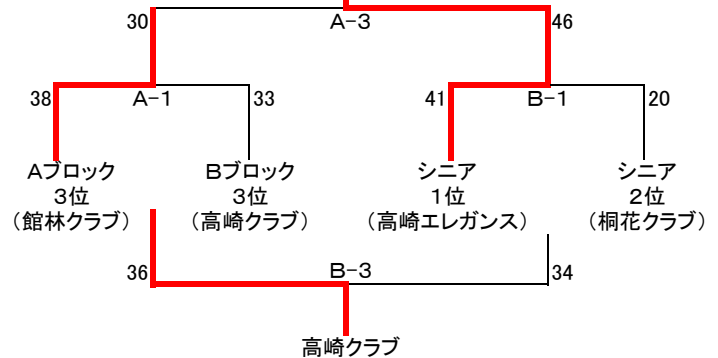 30 A-3 46
38 A-1 33 41 B-1 20
Aブロック Bブロック シニア シニア
3位 3位 1位 2位
（館林クラブ） （高崎クラブ） （高崎エレガンス） （桐花クラブ）
36 B-3 34
高崎クラブ